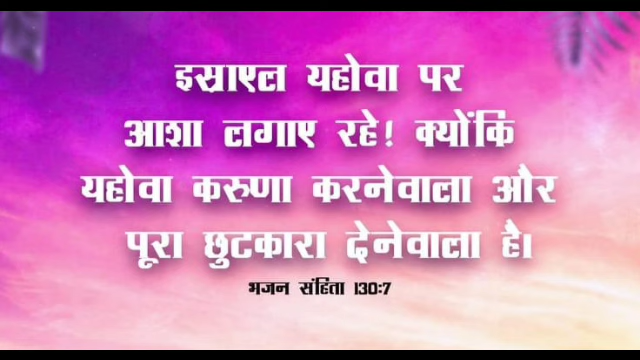 इस्राएल यहोवा पर
आशा लगाए रहे! क्योंकि
यहोवा करुणा करनेवाला और
पूरा छुटकारा देनेवाला है।
भजन संहिता 130:7